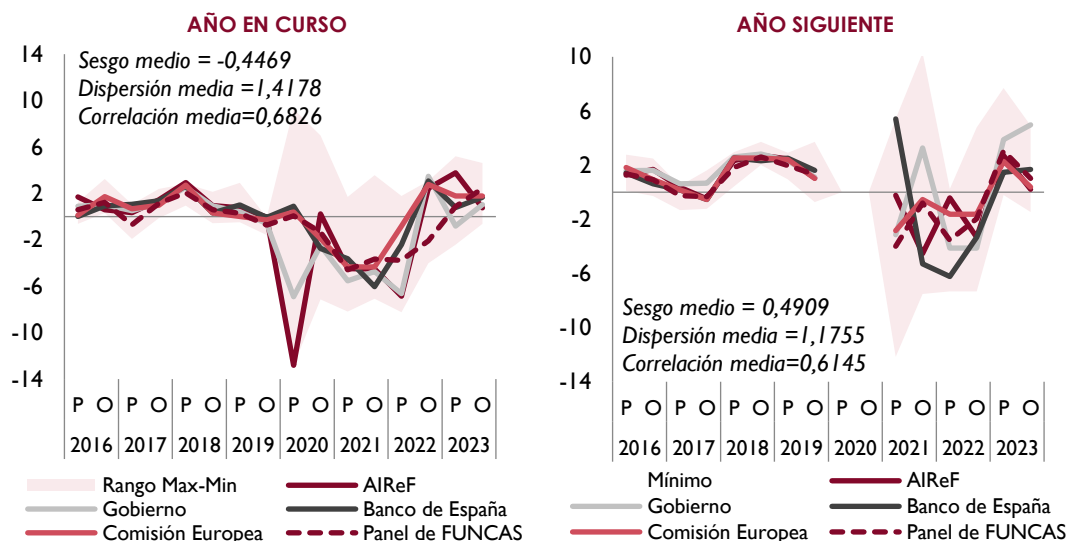 AÑO EN CURSO
14
10
6
2
-2
-6
-10
-14
Sesgo medio = -0,4469
Dispersión media =1,4178
Correlación media=0,6826
P O P O P O P O P O P O P O P O
2016 2017 2018 2019 2020 2021 2022 2023
Rango Max-Min
AIReF
Gobierno
Banco de España
Comisión Europea
Panel de FUNCAS
AÑO SIGUIENTE
10
6
2
-2
-6
-10
-14
Sesgo medio = 0,4909
Dispersión media =1,1755
Correlación media=0,6145
P O P O P O P O P O P O P O P O
2016 2017 2018 2019 2020 2021 2022 2023
Mínimo
AIReF
Gobierno
Banco de España
Comisión Europea
Panel de FUNCAS